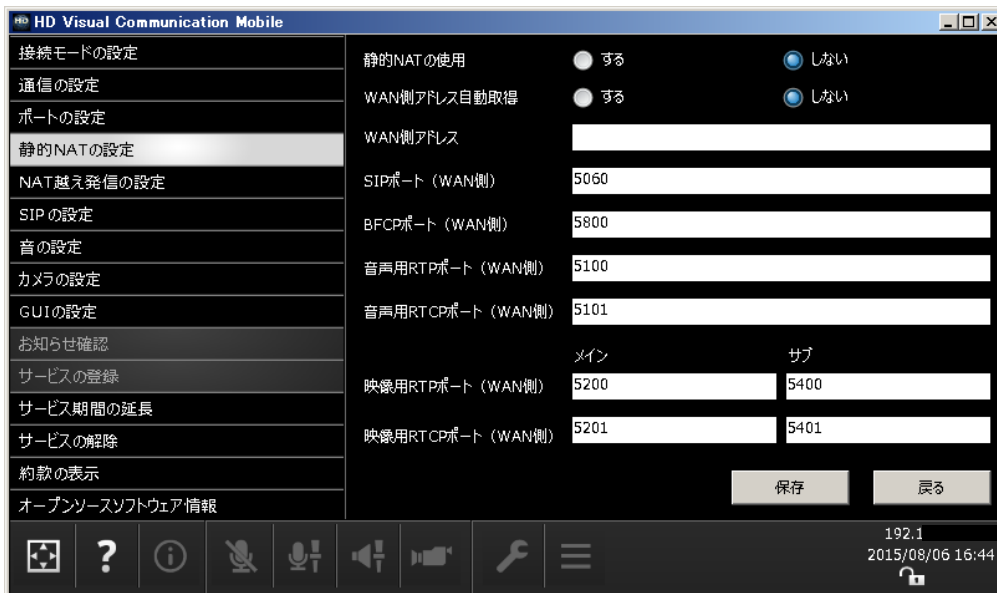 HD Visual Communication Mobile
接続モードの設定
通信の設定
ポートの設定
静的NATの設定
NAT越え発信の設定
SIPの設定
音の設定
カメラの設定
GUIの設定
お知らせ確認
サービスの登録
サービス期間の延長
サービスの解除
約款の表示
オープンソースソフトウェア情報
静的NATの使用 する しない
WAN側アドレス自動取得 する しない
WAN側アドレス
SIPポート（WAN側） 5060
BFCPポート（WAN側） 5800
音声用RTPポート（WAN側） 5100
音声用RTCPポート（WAN側） 5101
メイン サブ
映像用RTPポート（WAN側） 5200 5400
映像用RTCPポート（WAN側） 5201 5401
保存 戻る
192.1
2015/08/06 16:44